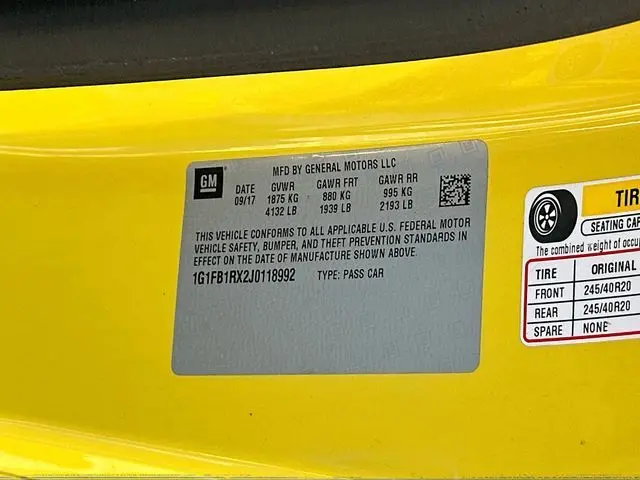 GM
MFD BY GENERAL MOTORS LLC
DATE GVWR GAWR FRT GAWR RR
09/17 1875 KG 880 KG 995 KG
4132 LB 1939 LB 2193 LB
THIS VEHICLE CONFORMS TO ALL APPLICABLE U.S. FEDERAL MOTOR
VEHICLE SAFETY, BUMPER, AND THEFT PREVENTION STANDARDS IN
EFFECT ON THE DATE OF MANUFACTURE SHOWN ABOVE.
1G1FB1RX2J0118992 TYPE: PASS CAR
TIR
SEATING CAP
The combined weight of occup
TIRE ORIGINAL
FRONT 245/40R20
REAR 245/40R20
SPARE NONE